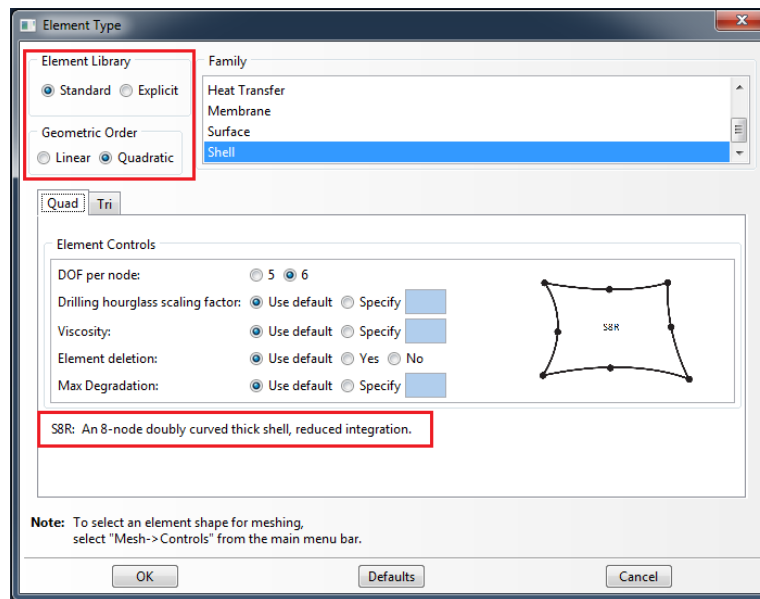 Element Type
Element Library
Standard Explicit
Geometric Order
Linear Quadratic
Family
Heat Transfer
Membrane
Surface
Shell
Quad Tri
Element Controls
DOF per node: 5 6
Drilling hourglass scaling factor: Use default Specify
Viscosity: Use default Specify
Element deletion: Use default Yes No
Max Degradation: Use default Specify
S8R
S8R: An 8-node doubly curved thick shell, reduced integration.
Note: To select an element shape for meshing,
select "Mesh->Controls" from the main menu bar.
OK Defaults Cancel